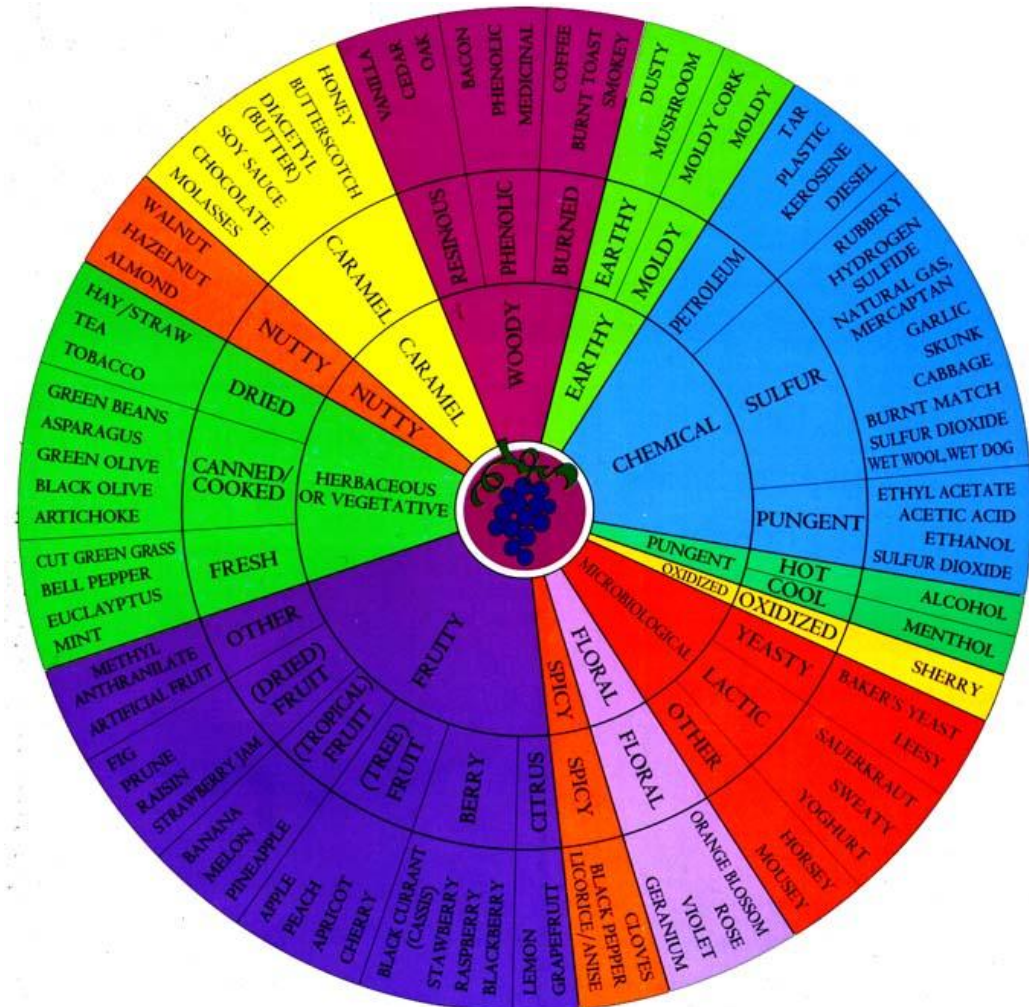 WOODY
RESINOUS
VANILLA
CEDAR
OAK
PHENOLIC
BACON
PHENOLIC
MEDICINAL
BURNED
COFFEE
BURNT TOAST
SMOKEY
EARTHY
EARTHY
DUSTY
MUSHROOM
MOLDY
MOLDY CORK
MOLDY
CHEMICAL
PETROLEUM
TAR
PLASTIC
KEROSENE
DIESEL
SULFUR
RUBBERY
HYDROGEN
SULFIDE
NATURAL GAS,
MERCAPTAN
GARLIC
SKUNK
CABBAGE
BURNT MATCH
SULFUR DIOXIDE
WET WOOL, WET DOG
PUNGENT
ETHYL ACETATE
ACETIC ACID
ETHANOL
SULFUR DIOXIDE
PUNGENT
HOT
ALCOHOL
COOL
MENTHOL
OXIDIZED
OXIDIZED
SHERRY
MICROBIOLOGICAL
YEASTY
BAKER'S YEAST
LEESY
LACTIC
SAUERKRAUT
SWEATY
YOGHURT
OTHER
HORSEY
MOUSEY
FLORAL
FLORAL
ORANGE BLOSSOM
ROSE
VIOLET
GERANIUM
SPICY
SPICY
CLOVES
BLACK PEPPER
LICORICE/ANISE
FRUITY
CITRUS
GRAPEFRUIT
LEMON
BERRY
BLACKBERRY
RASPBERRY
STAWBERRY
BLACK CURRANT
(CASSIS)
(TREE)
FRUIT
CHERRY
APRICOT
PEACH
APPLE
(TROPICAL)
FRUIT
PINEAPPLE
MELON
BANANA
(DRIED)
FRUIT
STRAWBERRY JAM
RAISIN
PRUNE
FIG
OTHER
ARTIFICIAL FRUIT
METHYL
ANTHRANILATE
HERBACEOUS
OR VEGETATIVE
FRESH
CUT GREEN GRASS
BELL PEPPER
EUCLAYPTUS
MINT
CANNED/
COOKED
GREEN BEANS
ASPARAGUS
GREEN OLIVE
BLACK OLIVE
ARTICHOKE
DRIED
HAY/STRAW
TEA
TOBACCO
NUTTY
NUTTY
WALNUT
HAZELNUT
ALMOND
CARAMEL
CARAMEL
HONEY
BUTTERSCOTCH
DIACETYL
(BUTTER)
SOY SAUCE
CHOCOLATE
MOLASSES